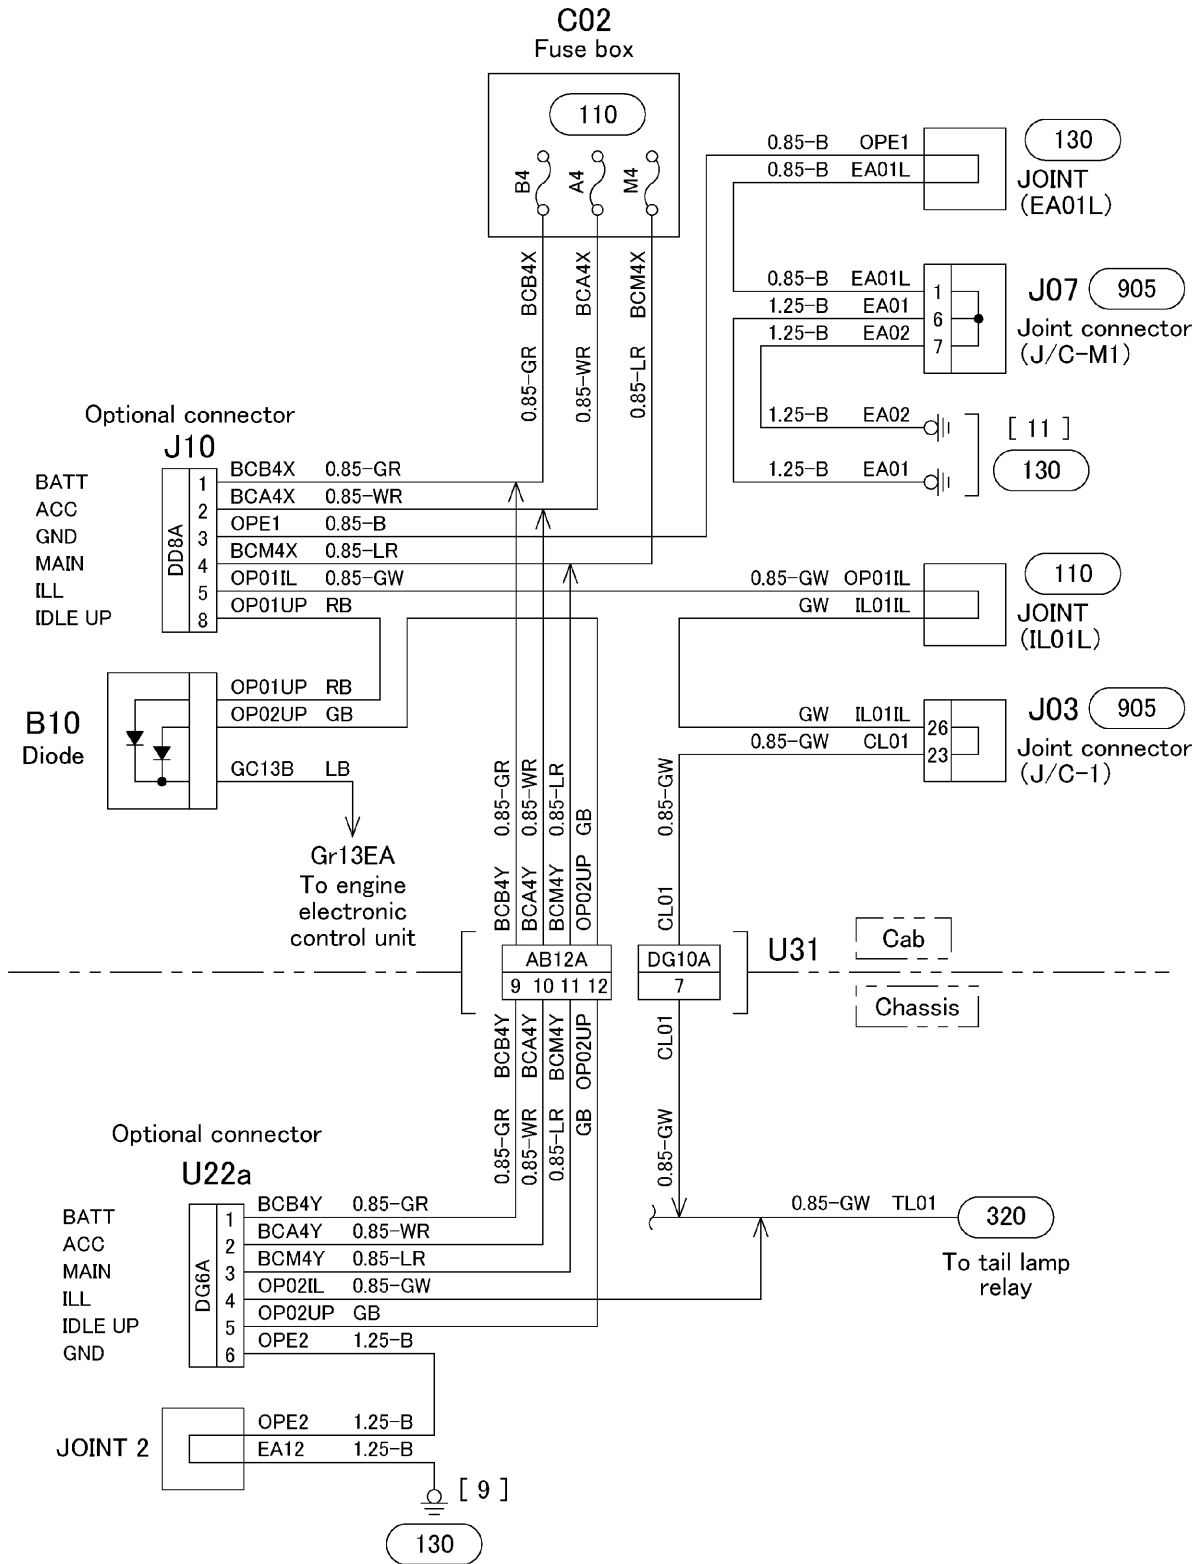 C02
Fuse box
110
B4
A4
M4
BCB4X
BCA4X
BCM4X
0.85-GR
0.85-WR
0.85-LR
0.85-B OPE1
0.85-B EA01L
130
JOINT
(EA01L)
0.85-B EA01L
1.25-B EA01
1.25-B EA02
1
6
7
J07 905
Joint connector
(J/C-M1)
1.25-B EA02
1.25-B EA01
[ 11 ]
130
Optional connector
J10
DD8A
BATT 1 BCB4X 0.85-GR
ACC 2 BCA4X 0.85-WR
GND 3 OPE1 0.85-B
MAIN 4 BCM4X 0.85-LR
ILL 5 OP01IL 0.85-GW
IDLE UP 8 OP01UP RB
0.85-GW OP01IL
GW IL01IL
110
JOINT
(IL01L)
B10
Diode
OP01UP RB
OP02UP GB
GC13B LB
Gr13EA
To engine
electronic
control unit
GW IL01IL
0.85-GW CL01
26
23
J03 905
Joint connector
(J/C-1)
0.85-GR
0.85-WR
0.85-LR
GB
0.85-GW
BCB4Y
BCA4Y
BCM4Y
OP02UP
CL01
AB12A
9 10 11 12
DG10A
7
U31
Cab
Chassis
BCB4Y
BCA4Y
BCM4Y
OP02UP
CL01
0.85-GR
0.85-WR
0.85-LR
GB
0.85-GW
Optional connector
U22a
DG6A
BATT 1 BCB4Y 0.85-GR
ACC 2 BCA4Y 0.85-WR
MAIN 3 BCM4Y 0.85-LR
ILL 4 OP02IL 0.85-GW
IDLE UP 5 OP02UP GB
GND 6 OPE2 1.25-B
0.85-GW TL01
320
To tail lamp
relay
JOINT 2
OPE2 1.25-B
EA12 1.25-B
[ 9 ]
130